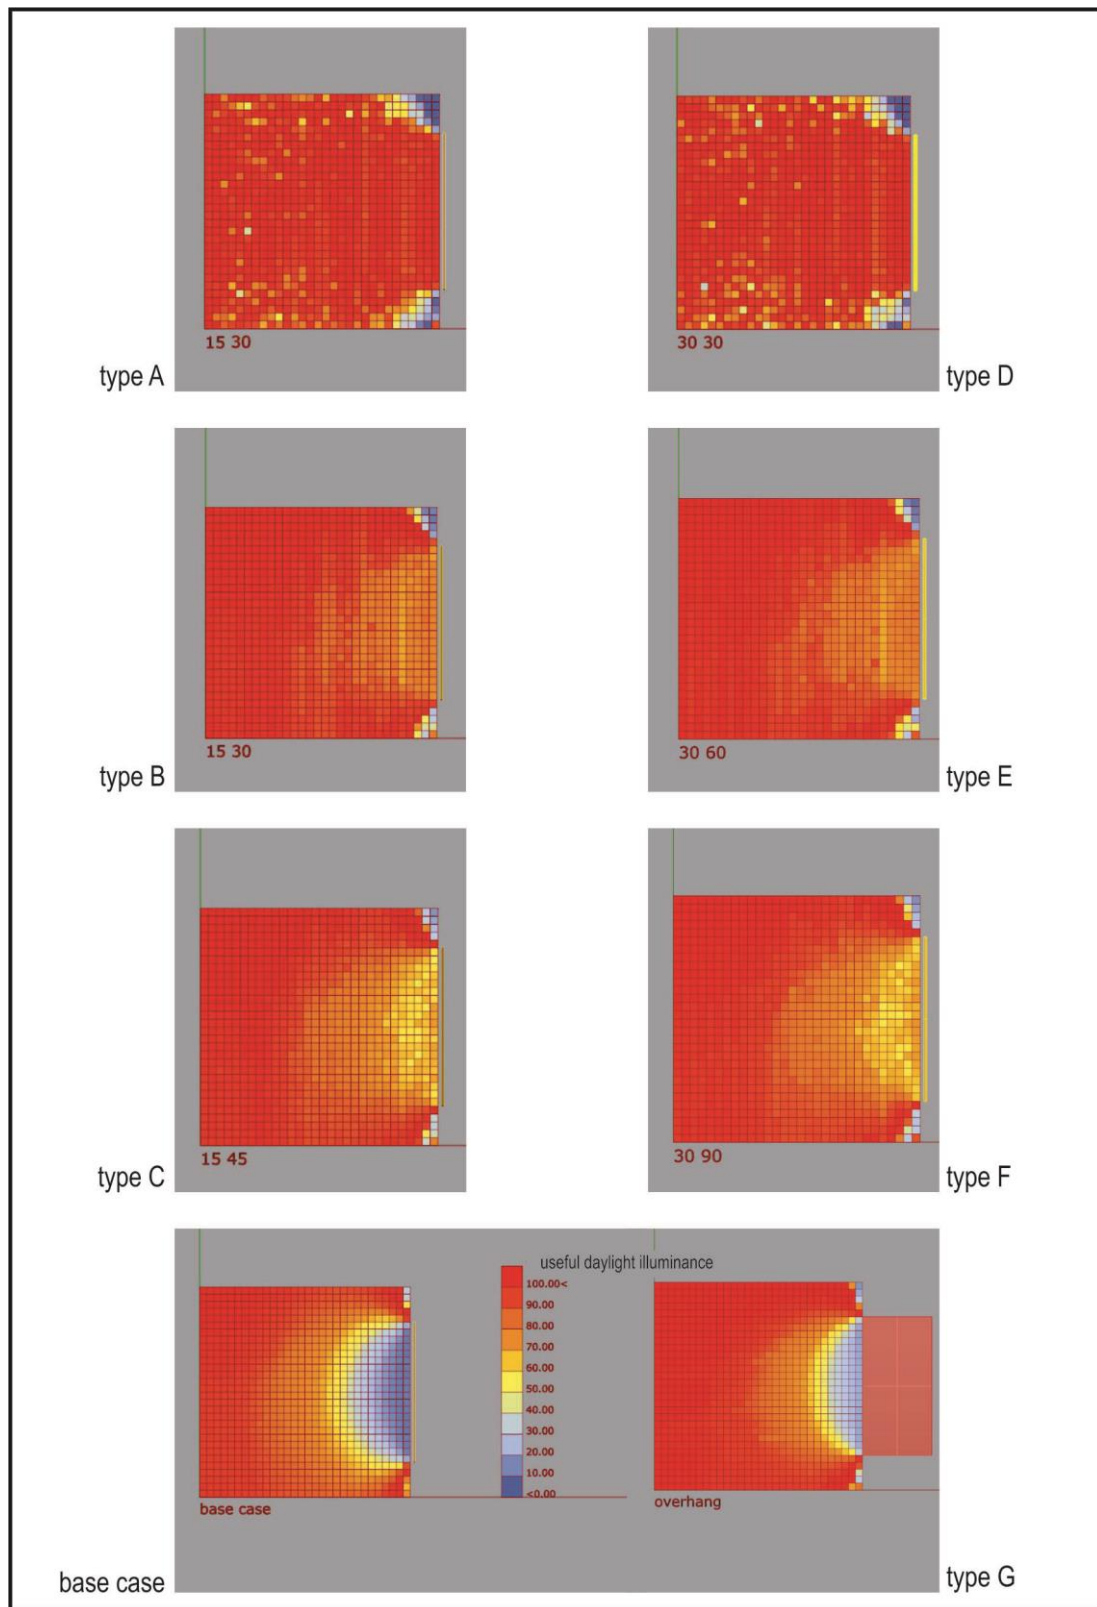 15 30
type A
30 30
type D
15 30
type B
30 60
type E
15 45
type C
30 90
type F
useful daylight illuminance
100.00<
90.00
80.00
70.00
60.00
50.00
40.00
30.00
20.00
10.00
<0.00
base case
overhang
base case
type G